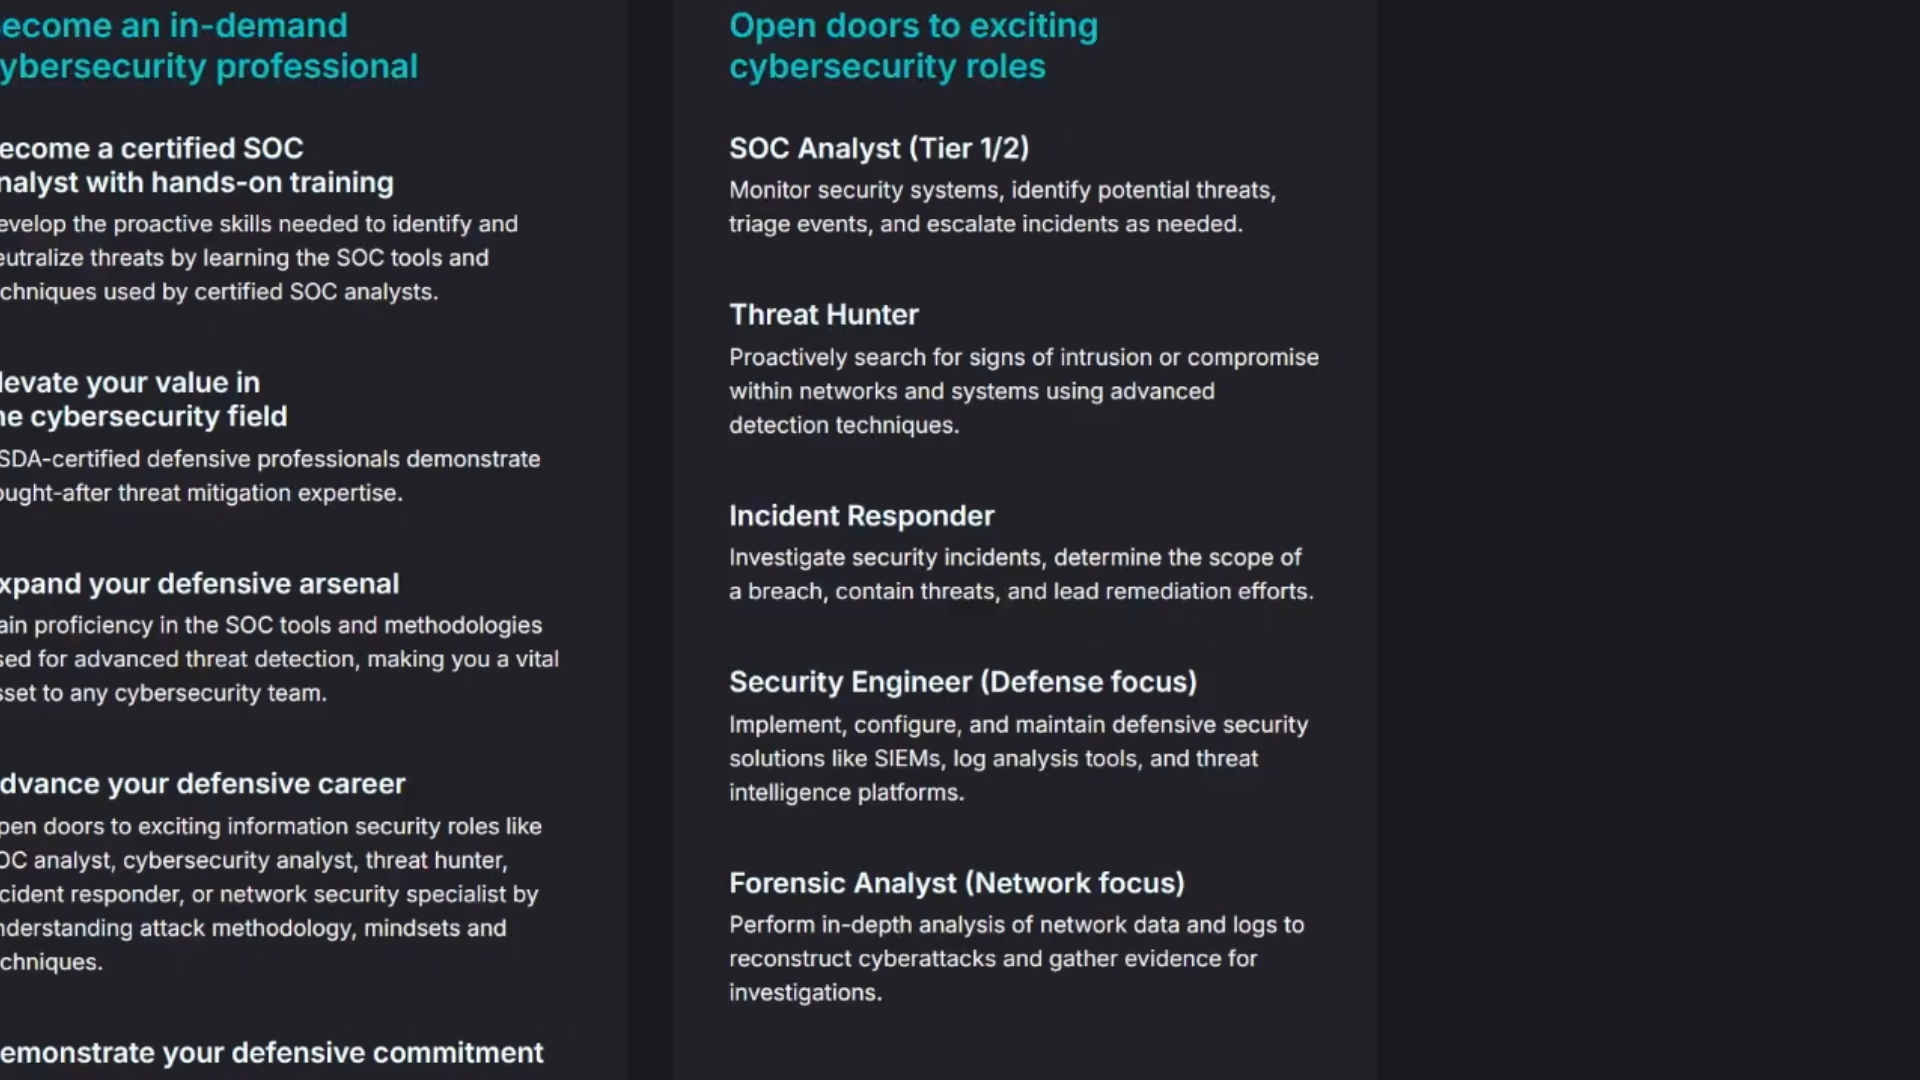 ecome an in-demand
ybersecurity professional
ecome a certified SOC
nalyst with hands-on training
evelop the proactive skills needed to identify and
eutralize threats by learning the SOC tools and
chniques used by certified SOC analysts.
levate your value in
he cybersecurity field
SDA-certified defensive professionals demonstrate
ought-after threat mitigation expertise.
xpand your defensive arsenal
ain proficiency in the SOC tools and methodologies
sed for advanced threat detection, making you a vital
sset to any cybersecurity team.
dvance your defensive career
pen doors to exciting information security roles like
OC analyst, cybersecurity analyst, threat hunter,
cident responder, or network security specialist by
nderstanding attack methodology, mindsets and
chniques.
emonstrate your defensive commitment
Open doors to exciting
cybersecurity roles
SOC Analyst (Tier 1/2)
Monitor security systems, identify potential threats,
triage events, and escalate incidents as needed.
Threat Hunter
Proactively search for signs of intrusion or compromise
within networks and systems using advanced
detection techniques.
Incident Responder
Investigate security incidents, determine the scope of
a breach, contain threats, and lead remediation efforts.
Security Engineer (Defense focus)
Implement, configure, and maintain defensive security
solutions like SIEMs, log analysis tools, and threat
intelligence platforms.
Forensic Analyst (Network focus)
Perform in-depth analysis of network data and logs to
reconstruct cyberattacks and gather evidence for
investigations.